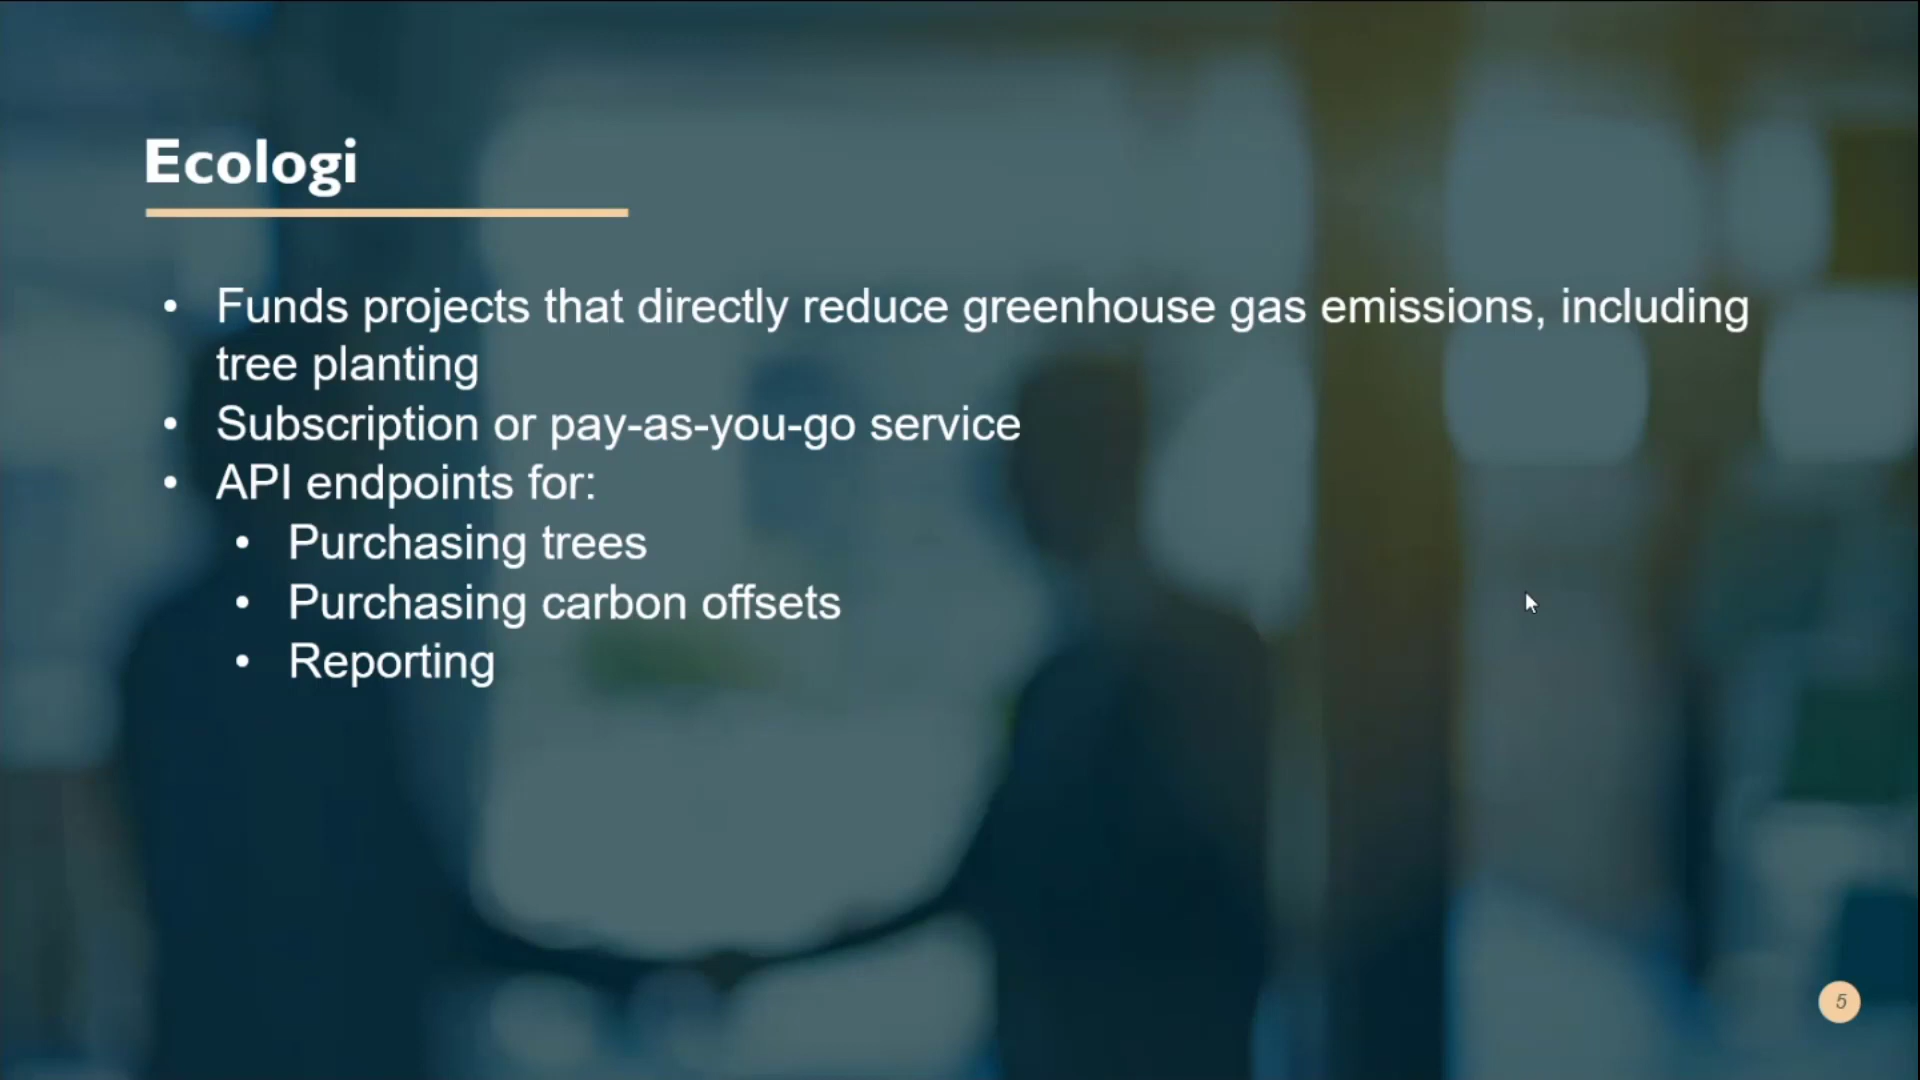 Ecologi
• Funds projects that directly reduce greenhouse gas emissions, including
tree planting
• Subscription or pay-as-you-go service
• API endpoints for:
• Purchasing trees
• Purchasing carbon offsets
• Reporting
5